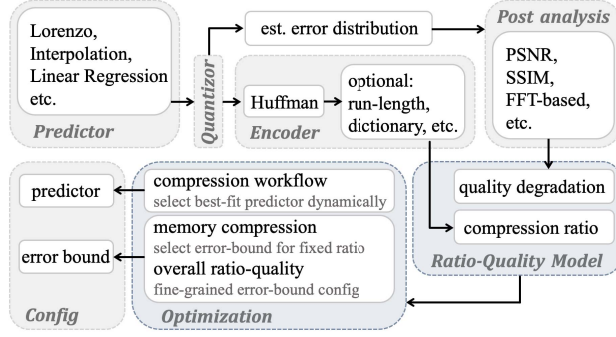 Lorenzo,
Interpolation,
Linear Regression
etc.
Predictor
Quantizor
est. error distribution
Huffman
optional:
run-length,
dictionary, etc.
Encoder
Post analysis
PSNR,
SSIM,
FFT-based,
etc.
quality degradation
compression ratio
Ratio-Quality Model
compression workflow
select best-fit predictor dynamically
memory compression
select error-bound for fixed ratio
overall ratio-quality
fine-grained error-bound config
Optimization
predictor
error bound
Config